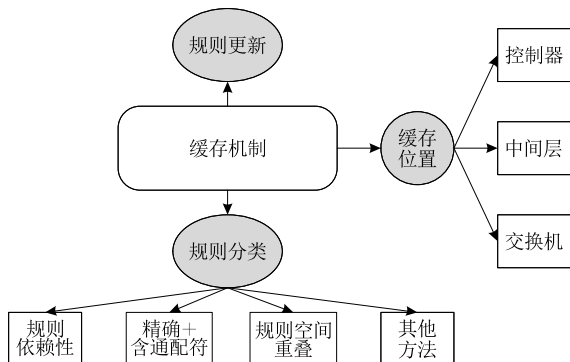 规则更新
控制器
缓存机制
缓存
位置
中间层
规则分类
交换机
规则
依赖性
精确+
含通配符
规则空间
重叠
其他
方法